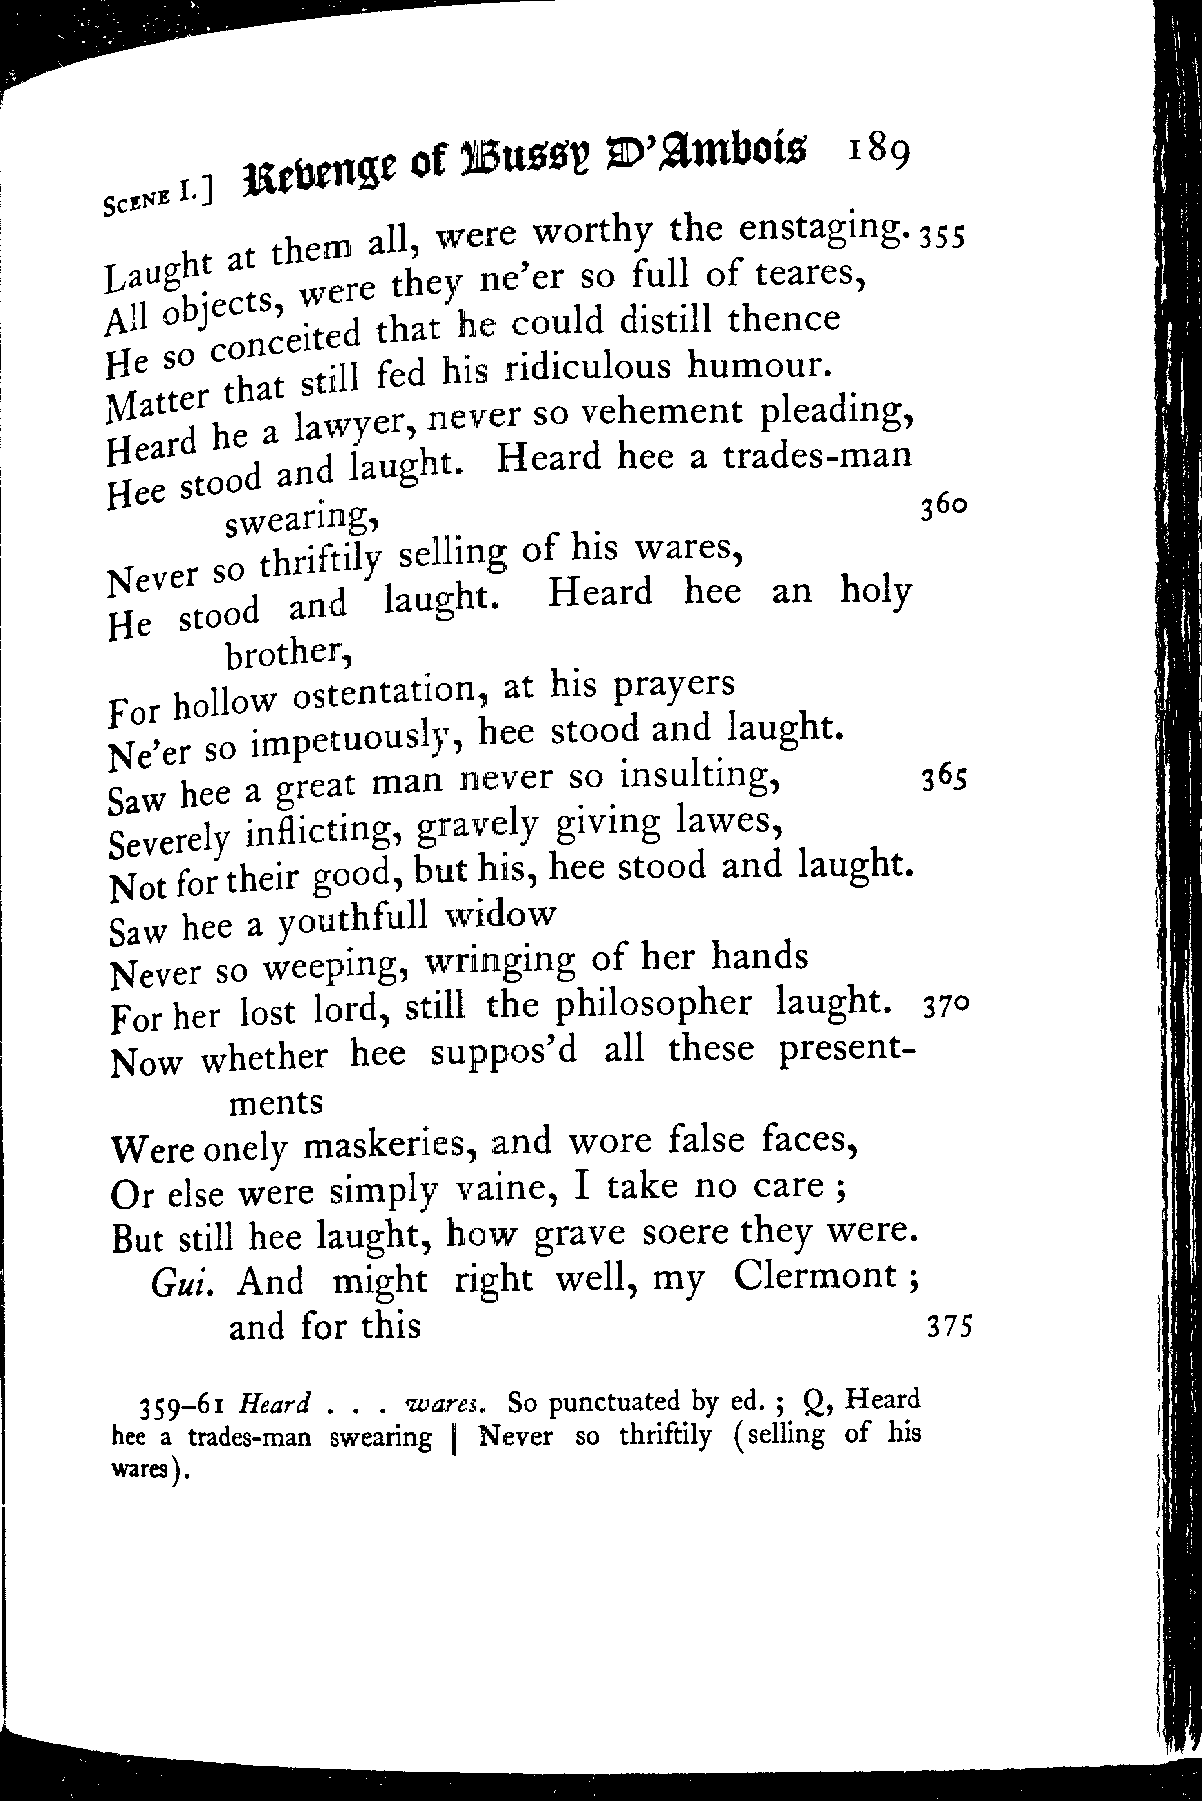 SCENE I.] Revenge of Bussy D'Ambois 189
Laught at them all, were worthy the enstaging. 355
All objects, were they ne'er so full of teares,
He so conceited that he could distill thence
Matter that still fed his ridiculous humour.
Heard he a lawyer, never so vehement pleading,
Hee stood and laught. Heard hee a trades-man
swearing, 360
Never so thriftily selling of his wares,
He stood and laught. Heard hee an holy
brother,
For hollow ostentation, at his prayers
Ne'er so impetuously, hee stood and laught.
Saw hee a great man never so insulting, 365
Severely inflicting, gravely giving lawes,
Not for their good, but his, hee stood and laught.
Saw hee a youthfull widow
Never so weeping, wringing of her hands
For her lost lord, still the philosopher laught. 370
Now whether hee suppos'd all these present-
ments
Were onely maskeries, and wore false faces,
Or else were simply vaine, I take no care ;
But still hee laught, how grave soere they were.
Gui. And might right well, my Clermont ;
and for this 375
359-61 Heard . . . wares. So punctuated by ed. ; Q, Heard
hee a trades-man swearing | Never so thriftily (selling of his
wares).